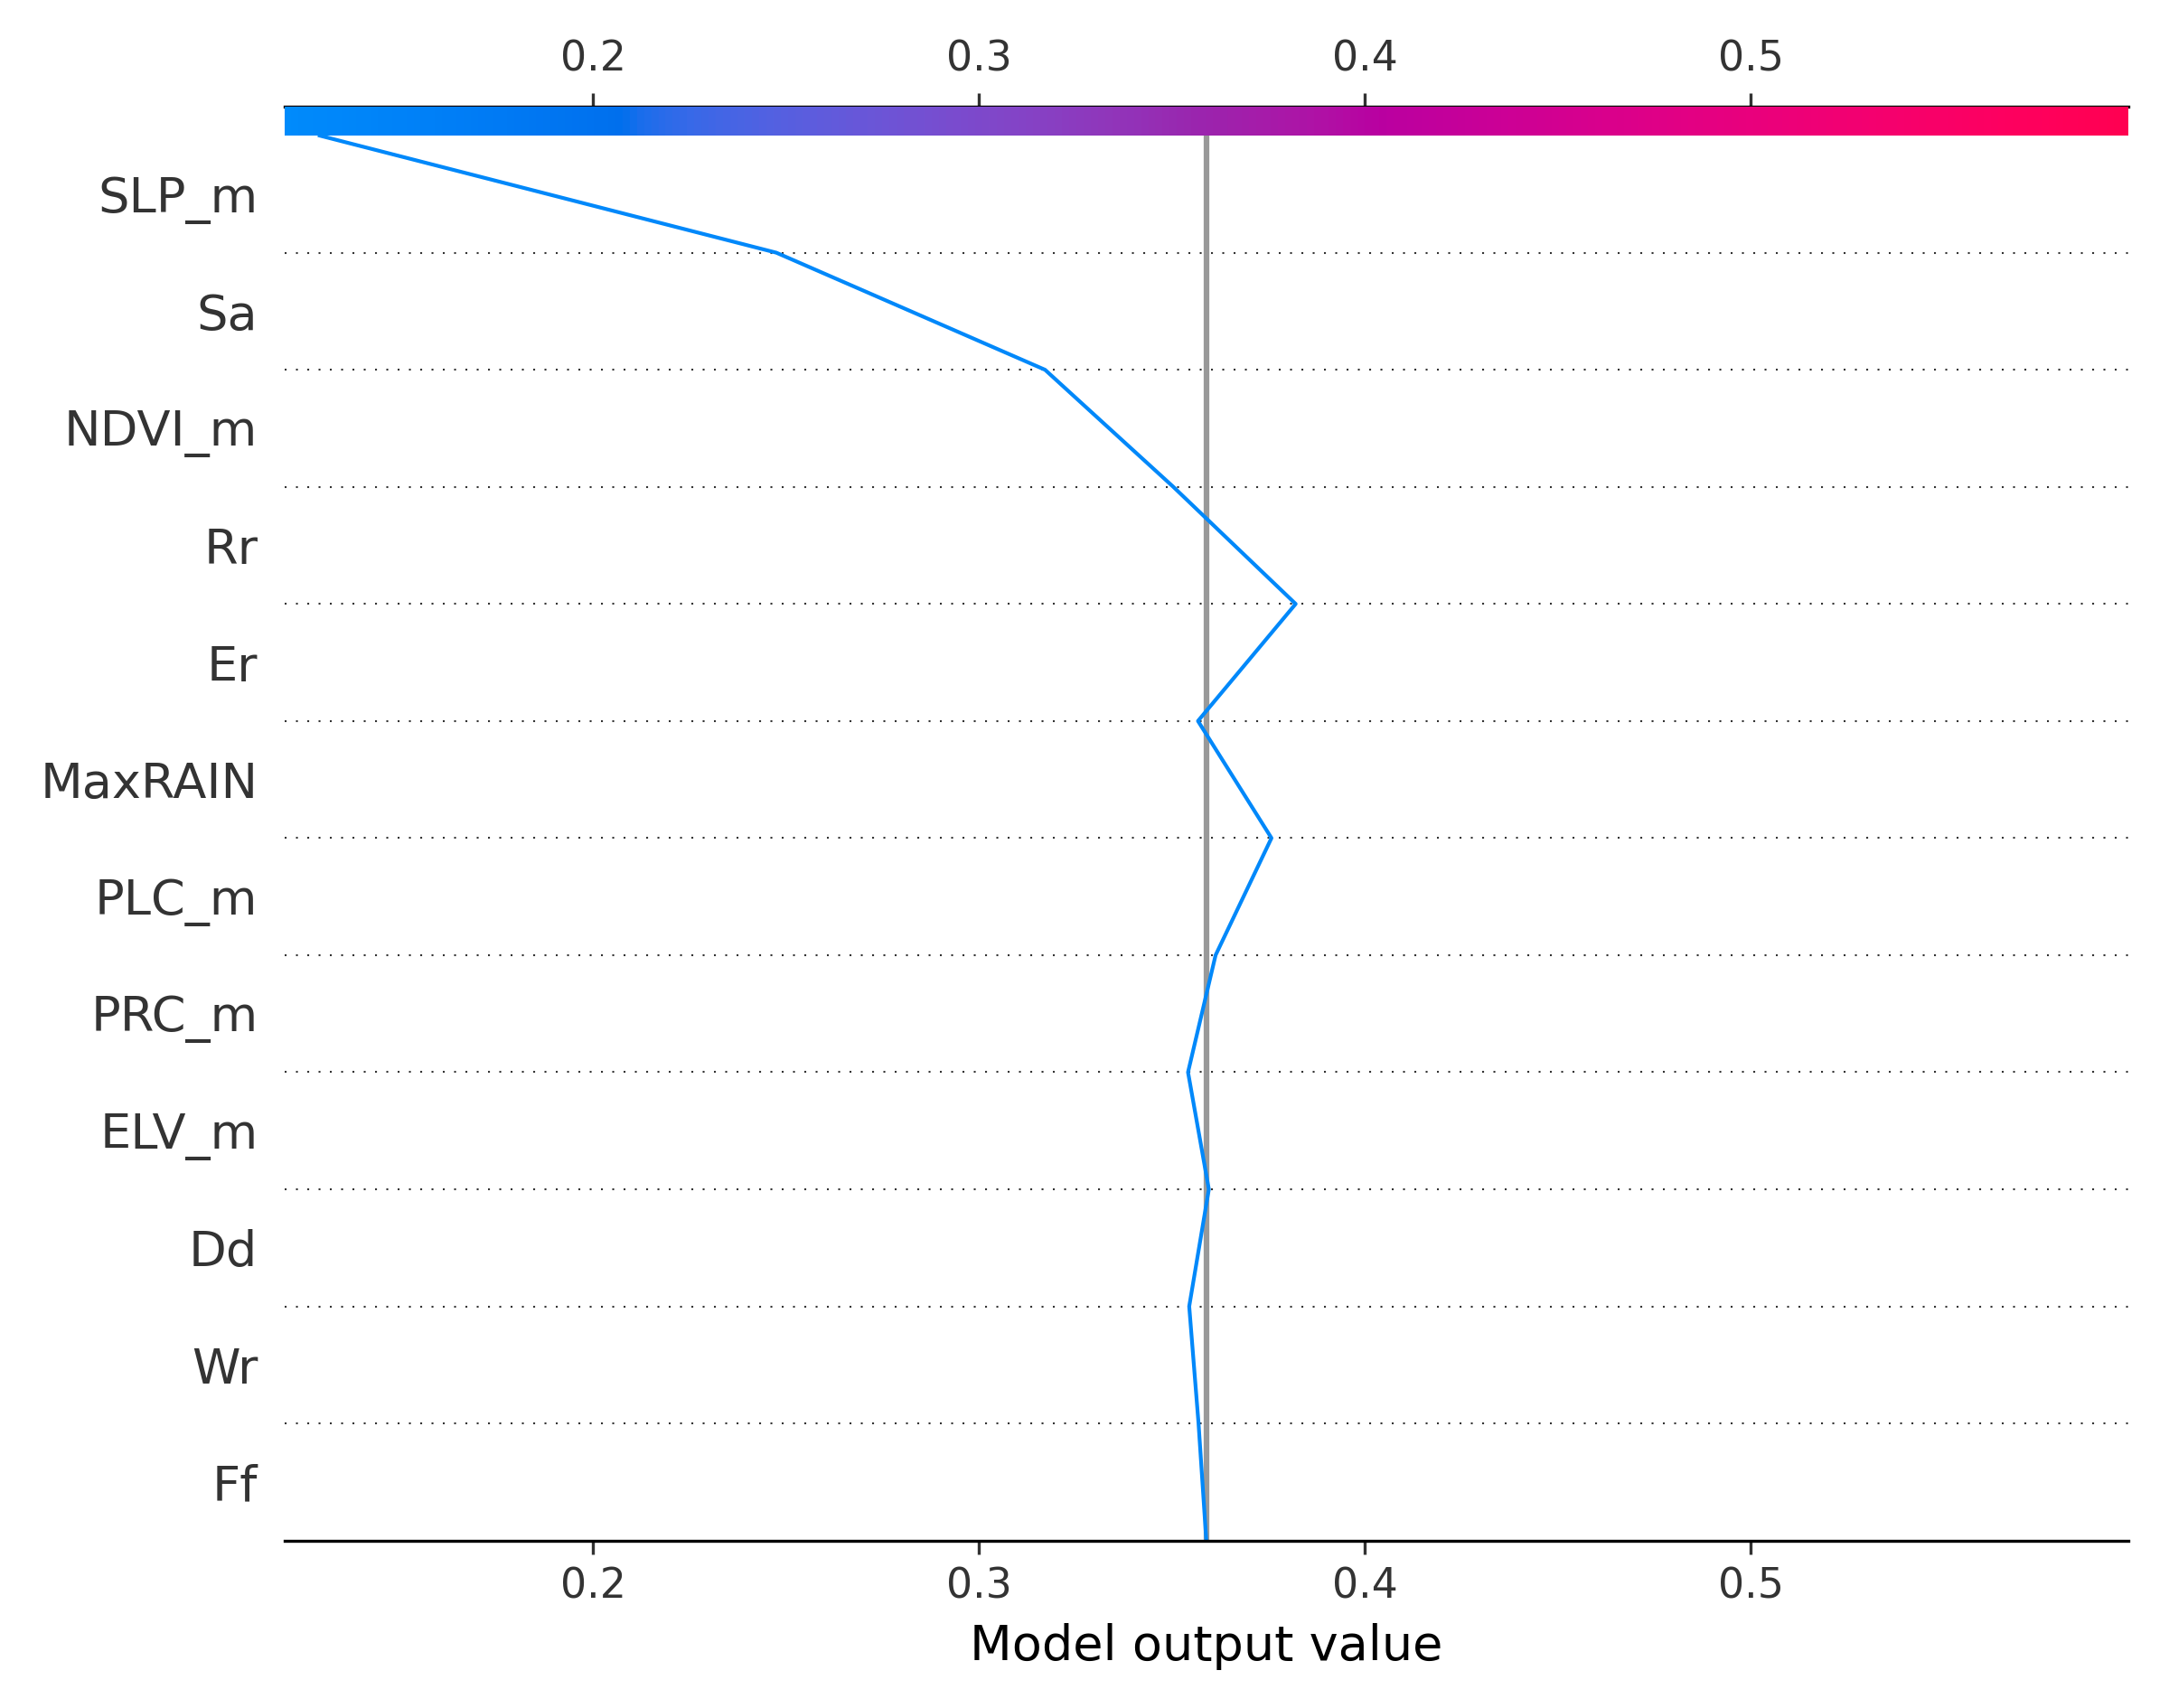 0.2 0.3 0.4 0.5
SLP_m
Sa
NDVI_m
Rr
Er
MaxRAIN
PLC_m
PRC_m
ELV_m
Dd
Wr
Ff
0.2 0.3 0.4 0.5
Model output value